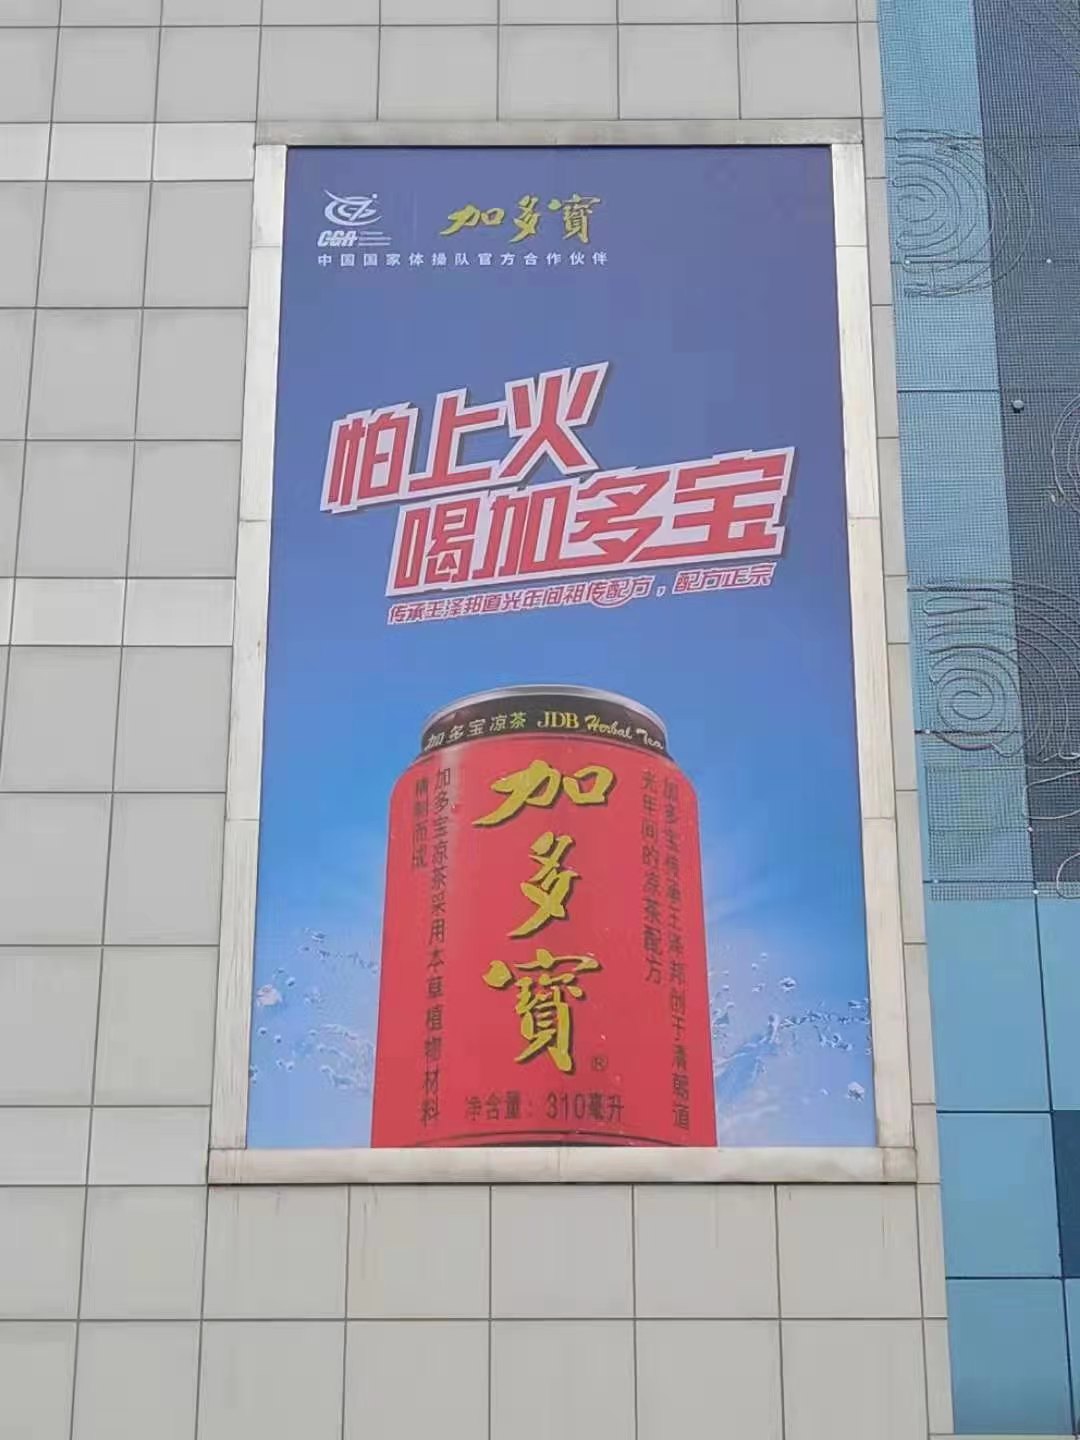 CGA
加多寶
中国国家体操队官方合作伙伴
怕上火
喝加多宝
传承王泽邦道光年间祖传配方，配方正宗
加多宝凉茶 JDB Herbal Tea
加多寶®
加多宝凉茶采用本草植物材料
精制而成
加多宝传承王泽邦创于清朝道
光年间的凉茶配方
净含量：310毫升